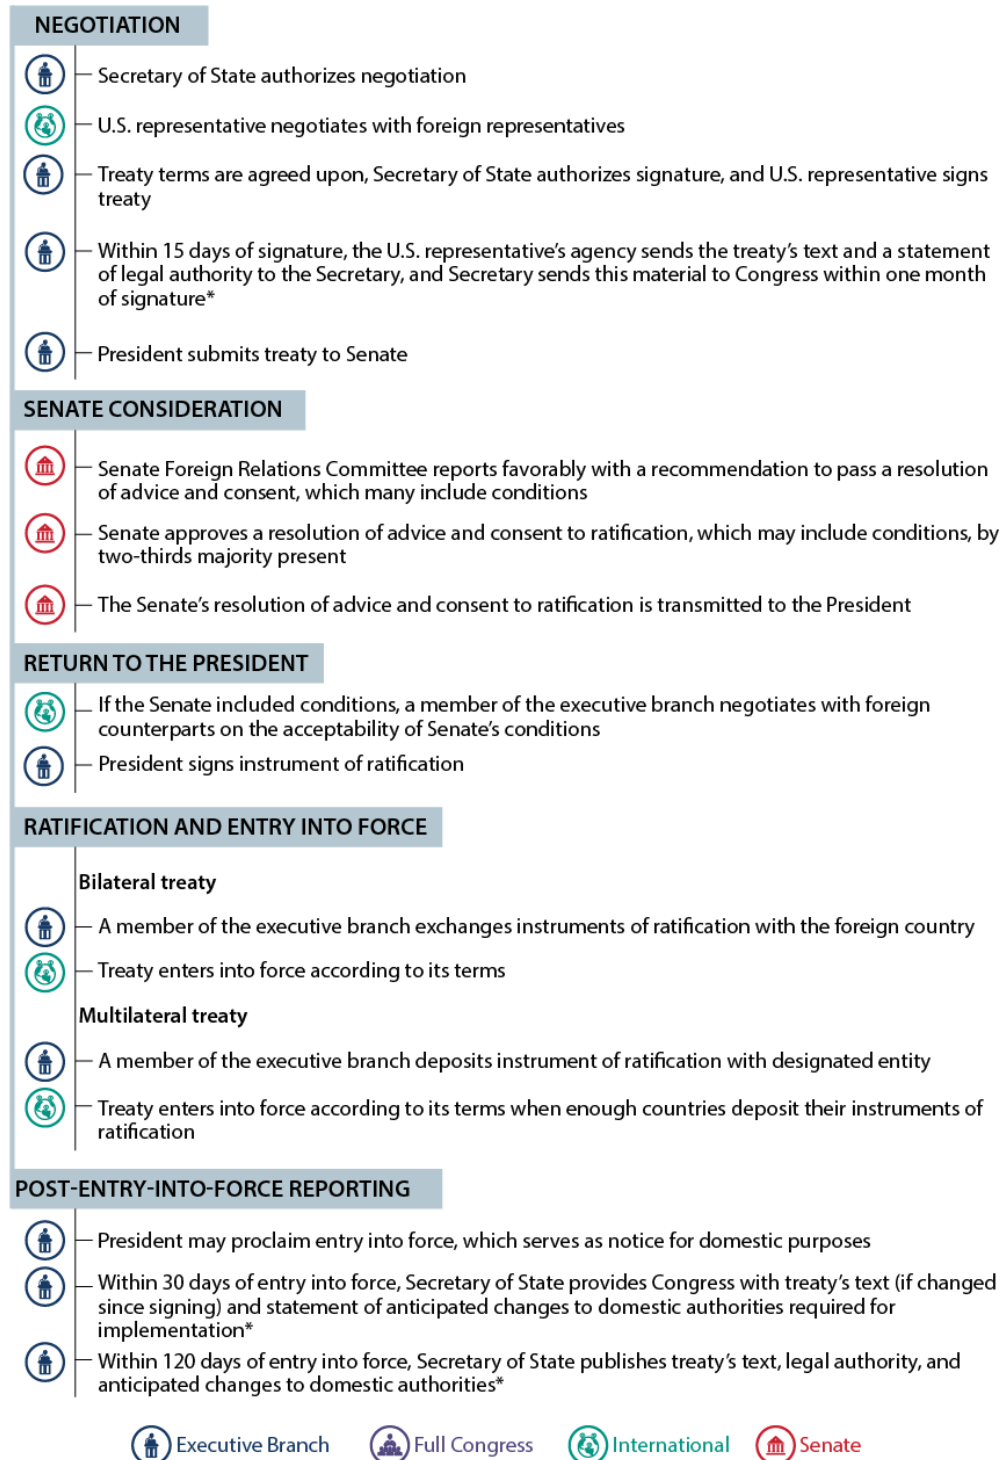 NEGOTIATION
Secretary of State authorizes negotiation
U.S. representative negotiates with foreign representatives
Treaty terms are agreed upon, Secretary of State authorizes signature, and U.S. representative signs
treaty
Within 15 days of signature, the U.S. representative's agency sends the treaty's text and a statement
of legal authority to the Secretary, and Secretary sends this material to Congress within one month
of signature*
President submits treaty to Senate
SENATE CONSIDERATION
Senate Foreign Relations Committee reports favorably with a recommendation to pass a resolution
of advice and consent, which many include conditions
Senate approves a resolution of advice and consent to ratification, which may include conditions, by
two-thirds majority present
The Senate's resolution of advice and consent to ratification is transmitted to the President
RETURN TO THE PRESIDENT
If the Senate included conditions, a member of the executive branch negotiates with foreign
counterparts on the acceptability of Senate's conditions
President signs instrument of ratification
RATIFICATION AND ENTRY INTO FORCE
Bilateral treaty
A member of the executive branch exchanges instruments of ratification with the foreign country
Treaty enters into force according to its terms
Multilateral treaty
A member of the executive branch deposits instrument of ratification with designated entity
Treaty enters into force according to its terms when enough countries deposit their instruments of
ratification
POST-ENTRY-INTO-FORCE REPORTING
President may proclaim entry into force, which serves as notice for domestic purposes
Within 30 days of entry into force, Secretary of State provides Congress with treaty's text (if changed
since signing) and statement of anticipated changes to domestic authorities required for
implementation*
Within 120 days of entry into force, Secretary of State publishes treaty's text, legal authority, and
anticipated changes to domestic authorities*
Executive Branch Full Congress International Senate